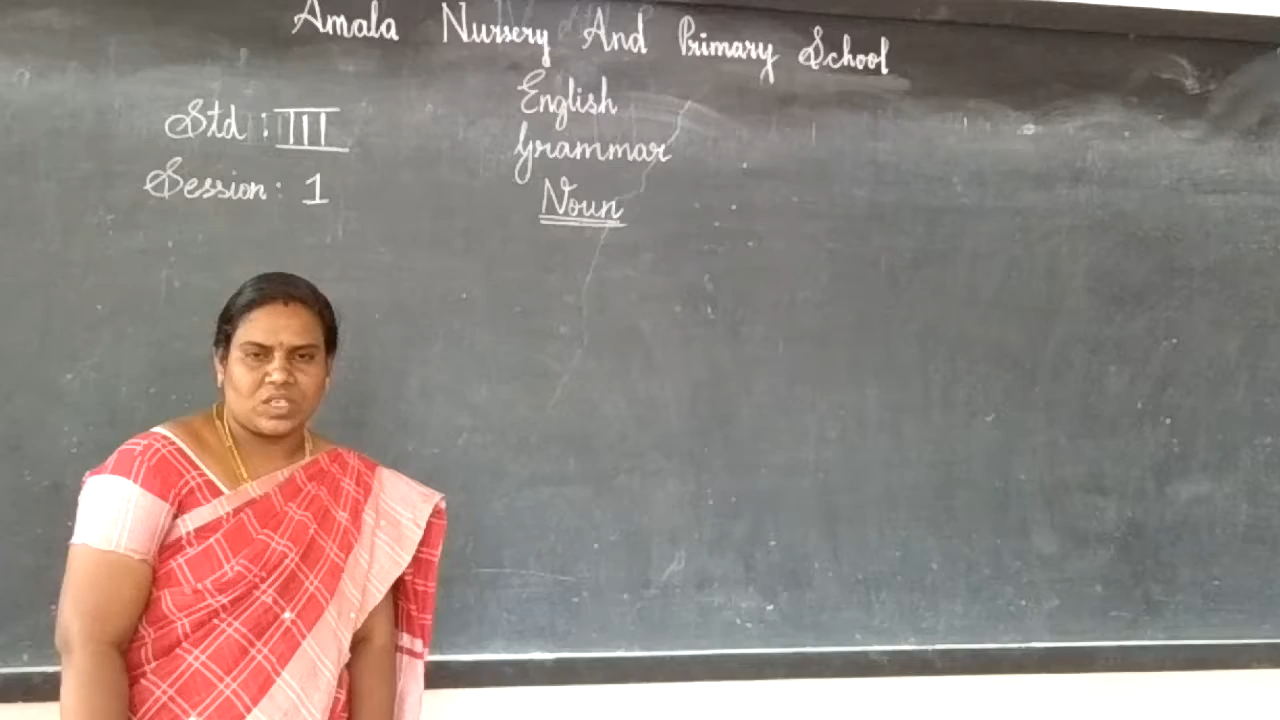 Amala Nursery And Primary School
English
Std : III
Grammar
Session : 1
Noun